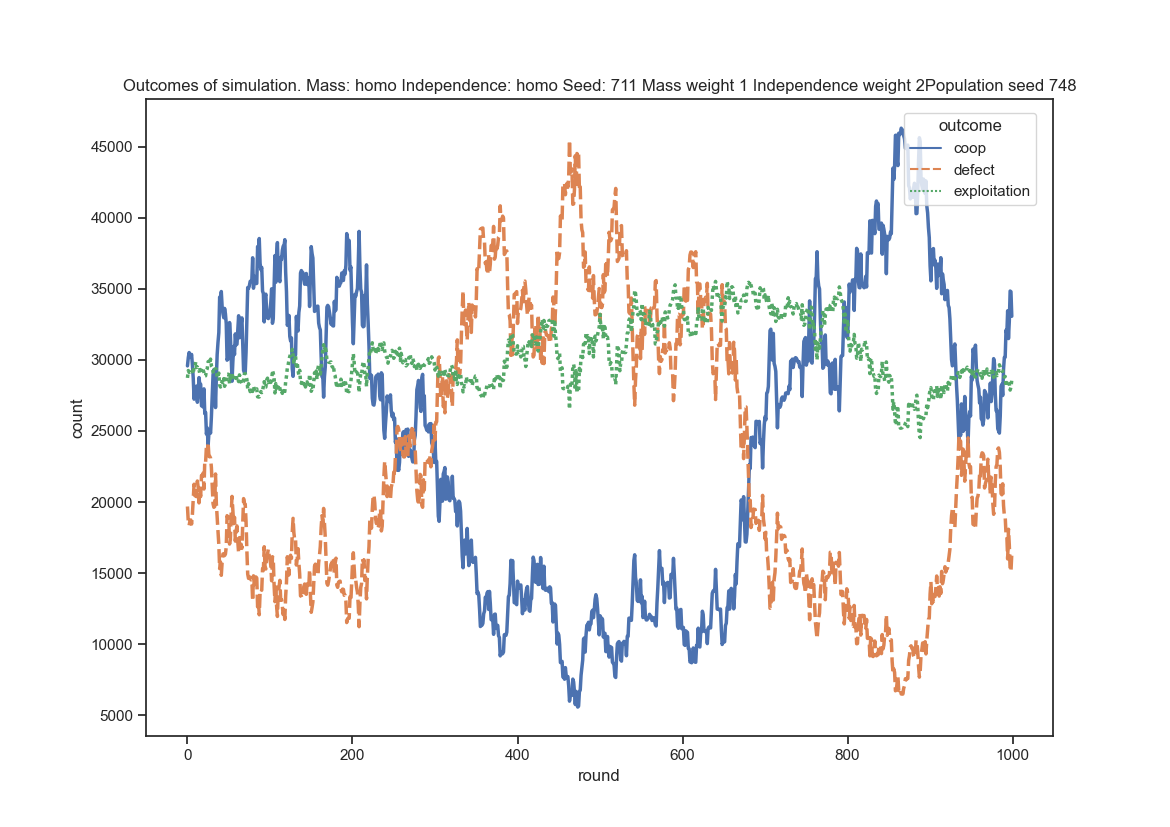 Outcomes of simulation. Mass: homo Independence: homo Seed: 711 Mass weight 1 Independence weight 2Population seed 748
outcome
coop
defect
exploitation
45000
40000
35000
30000
25000
20000
15000
10000
5000
count
0
200
400
600
800
1000
round